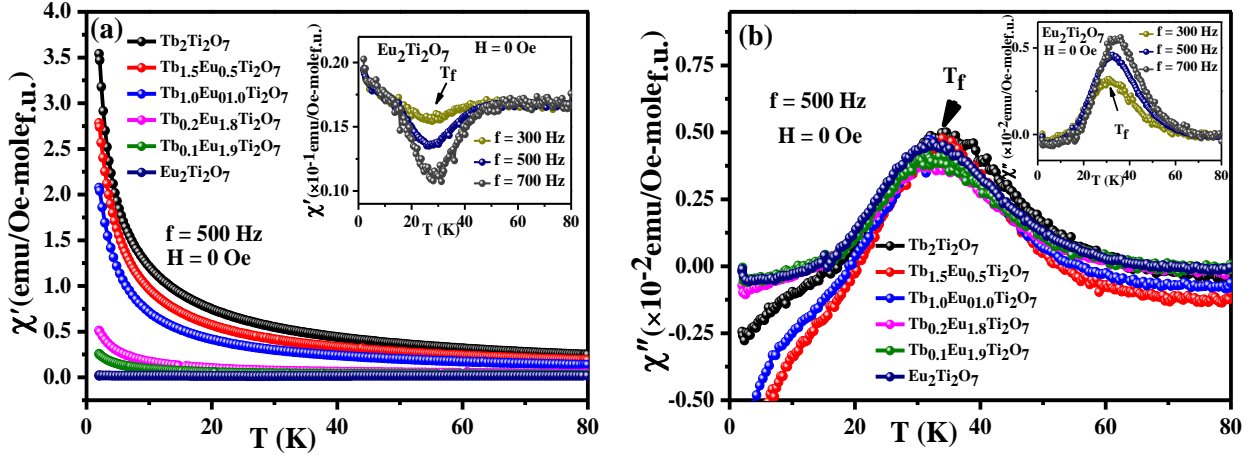 (a)
Tb2Ti2O7
Tb1.5Eu0.5Ti2O7
Tb1.0Eu01.0Ti2O7
Tb0.2Eu1.8Ti2O7
Tb0.1Eu1.9Ti2O7
Eu2Ti2O7
f = 500 Hz
H = 0 Oe
χ′(emu/Oe-mole f.u.)
4.0
3.5
3.0
2.5
2.0
1.5
1.0
0.5
0.0
0 20 40 60 80
T (K)
Eu2Ti2O7
H = 0 Oe
Tf
f = 300 Hz
f = 500 Hz
f = 700 Hz
χ′(×10-1emu/Oe-mole f.u.)
0.20
0.15
0.10
0 20 40 60 80
T (K)
(b)
Tf
f = 500 Hz
H = 0 Oe
Tb2Ti2O7
Tb1.5Eu0.5Ti2O7
Tb1.0Eu01.0Ti2O7
Tb0.2Eu1.8Ti2O7
Tb0.1Eu1.9Ti2O7
Eu2Ti2O7
χ″(×10-2emu/Oe-mole f.u.)
0.75
0.50
0.25
0.00
-0.25
-0.50
0 20 40 60 80
T (K)
Eu2Ti2O7
H = 0 Oe
f = 300 Hz
f = 500 Hz
f = 700 Hz
Tf
χ″(×10-2emu/Oe-mole f.u.)
0.5
0.0
0 20 40 60 80
T (K)